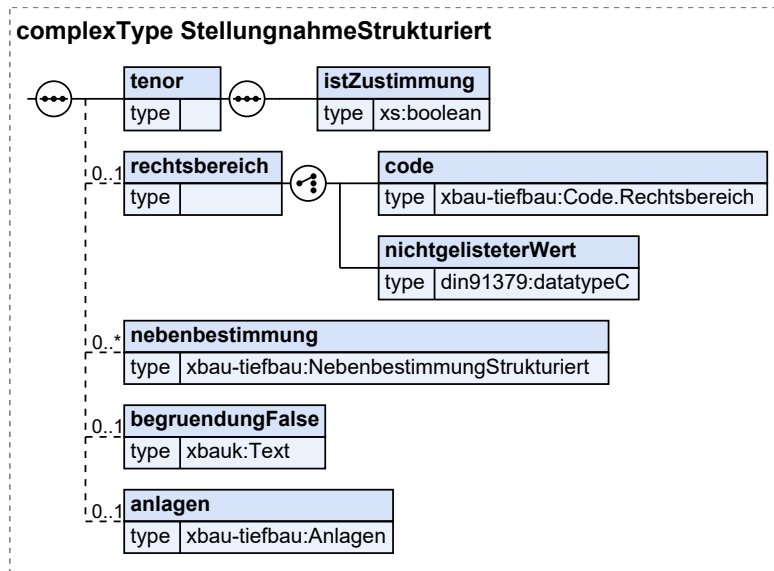 complexType StellungnahmeStrukturiert
tenor
type
istZustimmung
type xs:boolean
0..1
rechtsbereich
type
code
type xbau-tiefbau:Code.Rechtsbereich
nichtgelisteterWert
type din91379:datatypeC
0..*
nebenbestimmung
type xbau-tiefbau:NebenbestimmungStrukturiert
0..1
begruendungFalse
type xbauk:Text
0..1
anlagen
type xbau-tiefbau:Anlagen